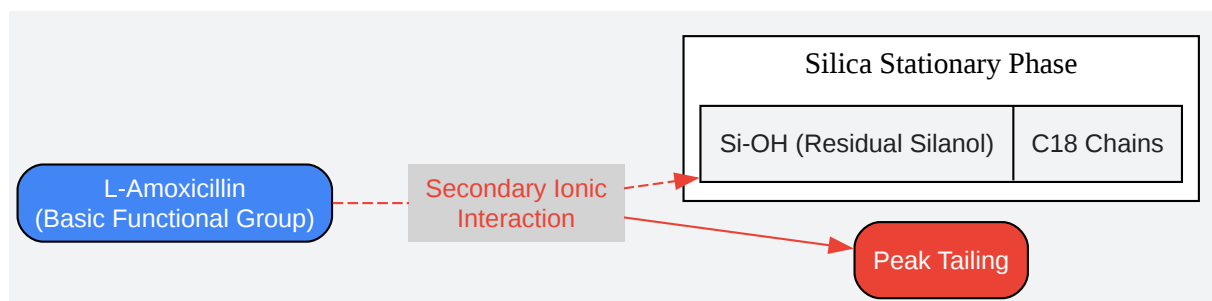 Silica Stationary Phase
Si-OH (Residual Silanol)
C18 Chains
L-Amoxicillin
(Basic Functional Group)
Secondary Ionic
Interaction
Peak Tailing